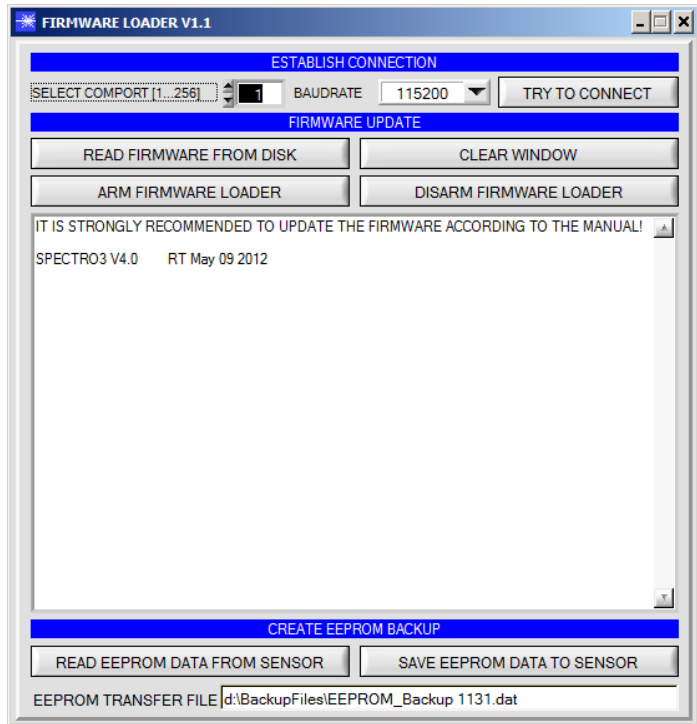 FIRMWARE LOADER V1.1
ESTABLISH CONNECTION
SELECT COMPORT [1...256] 1 BAUDRATE 115200 TRY TO CONNECT
FIRMWARE UPDATE
READ FIRMWARE FROM DISK CLEAR WINDOW
ARM FIRMWARE LOADER DISARM FIRMWARE LOADER
IT IS STRONGLY RECOMMENDED TO UPDATE THE FIRMWARE ACCORDING TO THE MANUAL!
SPECTRO3 V4.0 RT May 09 2012
CREATE EEPROM BACKUP
READ EEPROM DATA FROM SENSOR SAVE EEPROM DATA TO SENSOR
EEPROM TRANSFER FILE d:\BackupFiles\EEPROM_Backup 1131.dat